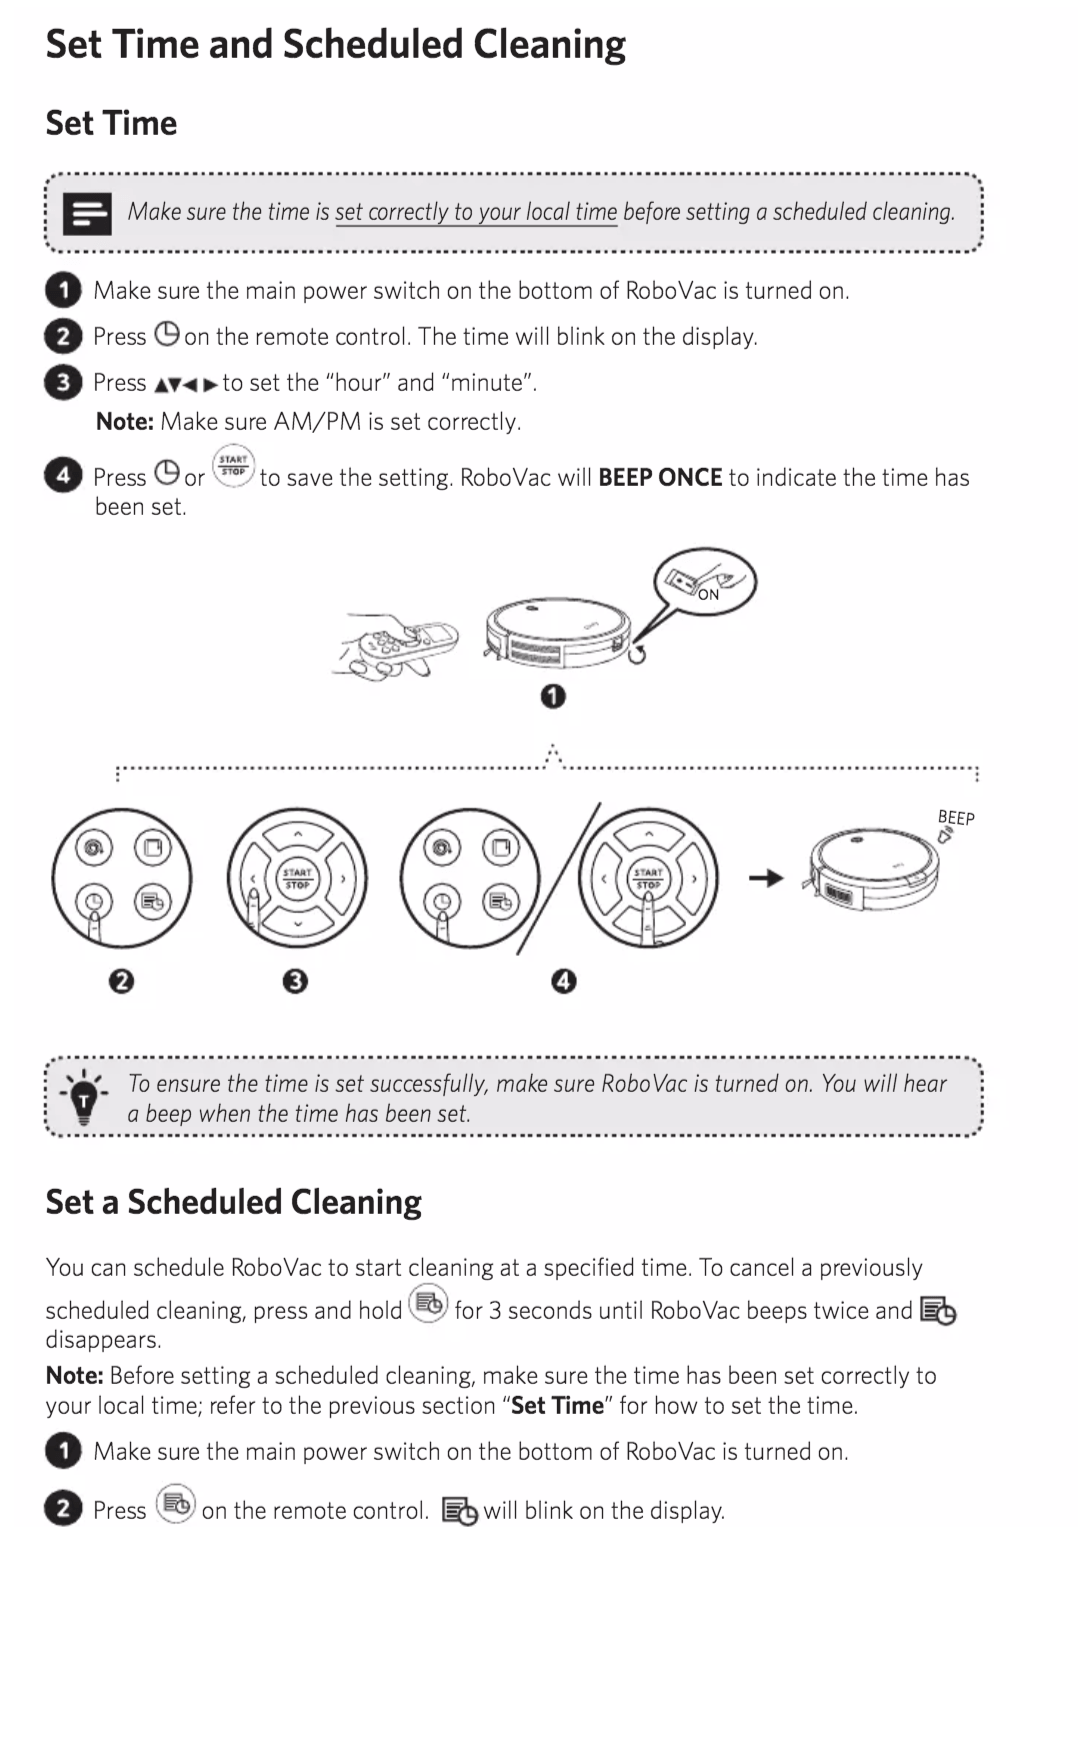 Set Time and Scheduled Cleaning
Set Time
Make sure the time is set correctly to your local time before setting a scheduled cleaning.
1 Make sure the main power switch on the bottom of RoboVac is turned on.
2 Press on the remote control. The time will blink on the display.
3 Press ▲▼◀ ▶ to set the “hour” and “minute”.
Note: Make sure AM/PM is set correctly.
4 Press or START STOP to save the setting. RoboVac will BEEP ONCE to indicate the time has
been set.
ON
1
BEEP
START
STOP
START
STOP
2
3
4
T
To ensure the time is set successfully, make sure RoboVac is turned on. You will hear
a beep when the time has been set.
Set a Scheduled Cleaning
You can schedule RoboVac to start cleaning at a specified time. To cancel a previously
scheduled cleaning, press and hold for 3 seconds until RoboVac beeps twice and
disappears.
Note: Before setting a scheduled cleaning, make sure the time has been set correctly to
your local time; refer to the previous section “Set Time” for how to set the time.
1 Make sure the main power switch on the bottom of RoboVac is turned on.
2 Press on the remote control. will blink on the display.